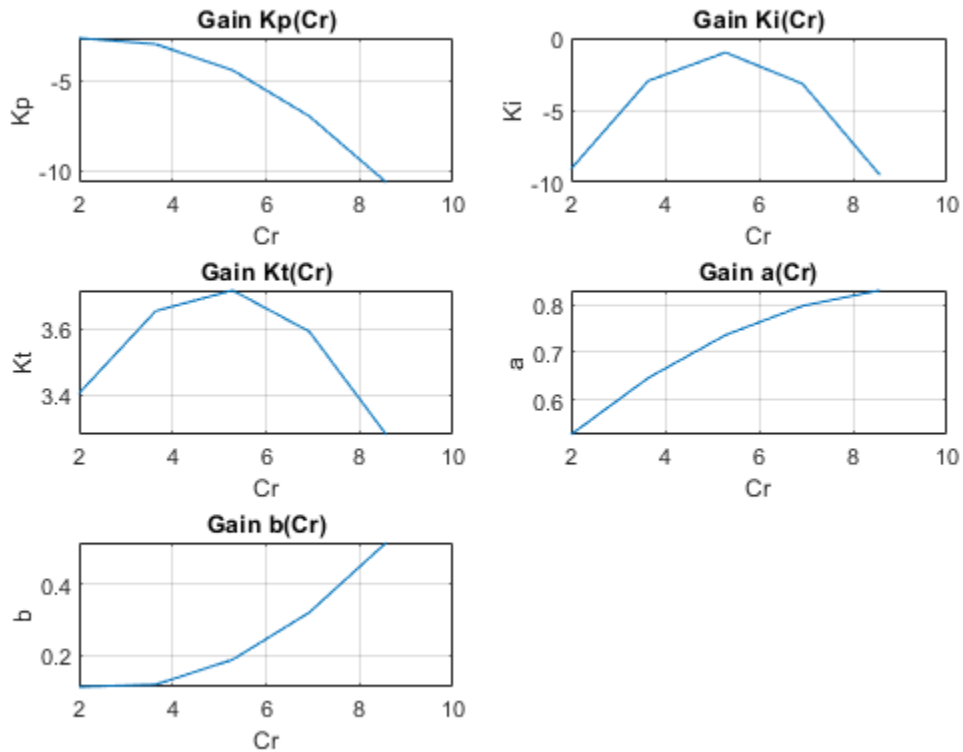 Gain Kp(Cr)
-5
-10
Kp
2 4 6 8 10
Cr
Gain Ki(Cr)
0
-5
-10
Ki
2 4 6 8 10
Cr
Gain Kt(Cr)
3.6
3.4
Kt
2 4 6 8 10
Cr
Gain a(Cr)
0.8
0.7
0.6
a
2 4 6 8 10
Cr
Gain b(Cr)
0.4
0.2
b
2 4 6 8 10
Cr